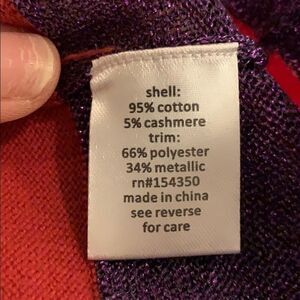 shell:
95% cotton
5% cashmere
trim:
66% polyester
34% metallic
rn#154350
made in china
see reverse
for care